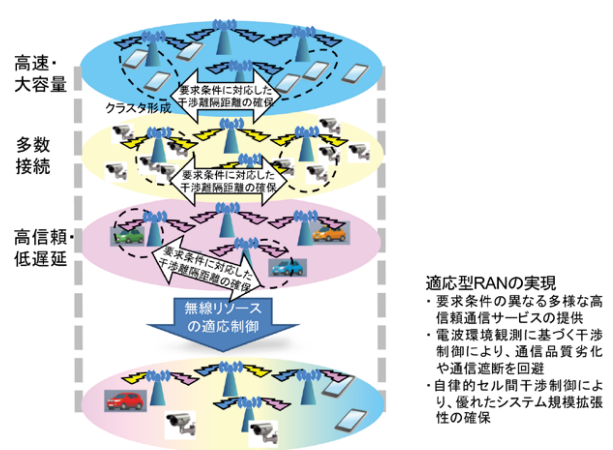 高速・
大容量
要求条件に対応した
干渉離隔距離の確保
クラスタ形成
多数
接続
要求条件に対応した
干渉離隔距離の確保
高信頼・
低遅延
要求条件に対応した
干渉離隔距離の確保
無線リソース
の適応制御
適応型RANの実現
・要求条件の異なる多様な高
信頼通信サービスの提供
・電波環境観測に基づく干渉
制御により、通信品質劣化
や通信遮断を回避
・自律的セル間干渉制御によ
り、優れたシステム規模拡張
性の確保